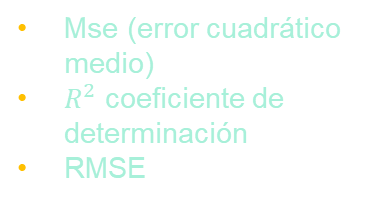 • Mse (error cuadrático
medio)
• 𝑅² coeficiente de
determinación
• RMSE